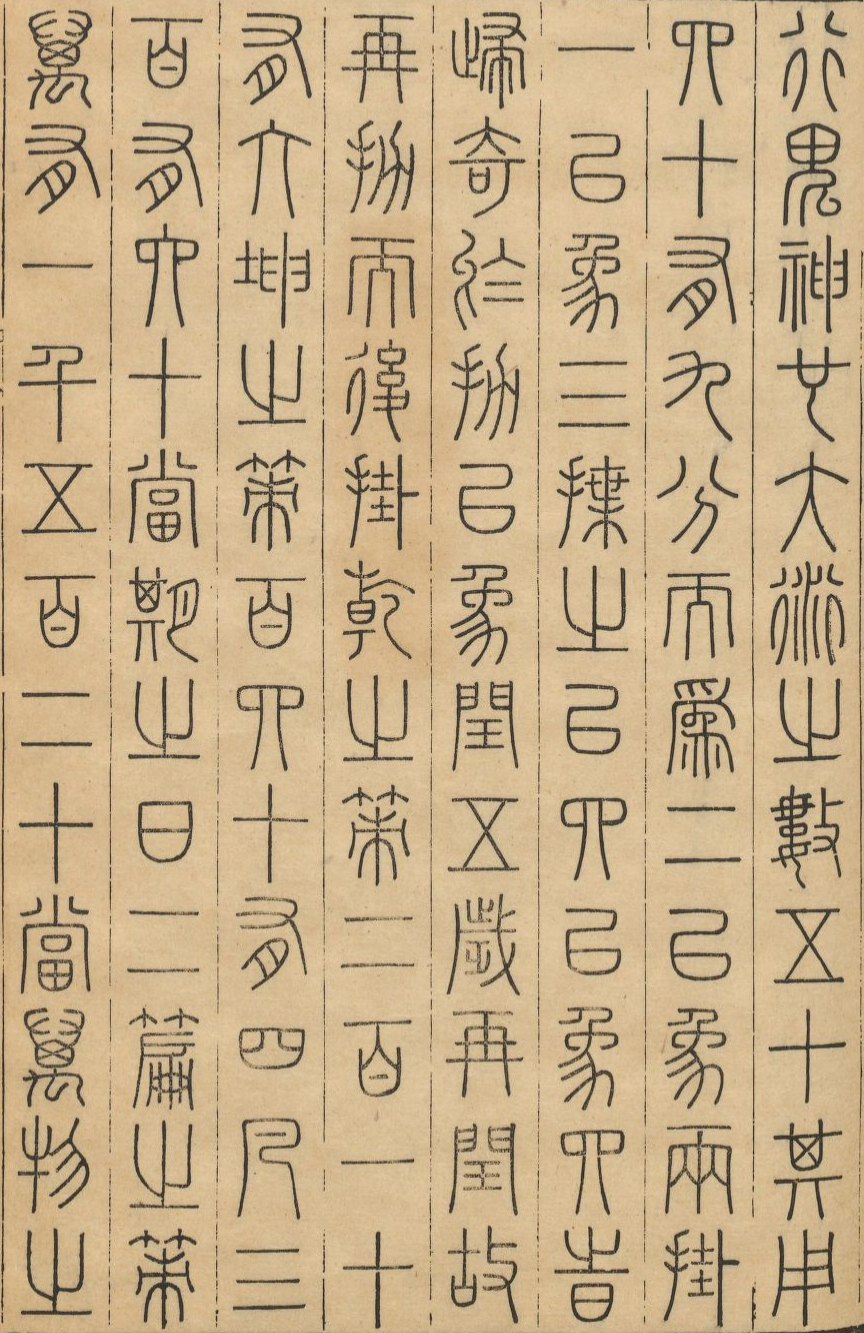 行鬼神也大衍之數五十其用
四十有九分而爲二以象兩掛
一以象三揲之以四以象四旹
歸奇於扐以象閏五歲再閏故
再扐而後掛乾之策二百一十
有六坤之策百四十有四凡三
百有六十當期之日二篇之策
萬有一千五百二十當萬物之